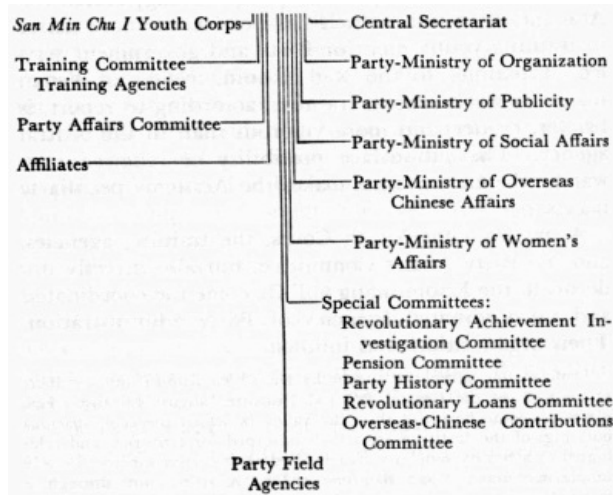 San Min Chu I Youth Corps
Central Secretariat
Training Committee
Training Agencies
Party-Ministry of Organization
Party-Ministry of Publicity
Party Affairs Committee
Party-Ministry of Social Affairs
Affiliates
Party-Ministry of Overseas
Chinese Affairs
Party-Ministry of Women's
Affairs
Special Committees:
Revolutionary Achievement In-
vestigation Committee
Pension Committee
Party History Committee
Revolutionary Loans Committee
Overseas-Chinese Contributions
Committee
Party Field
Agencies